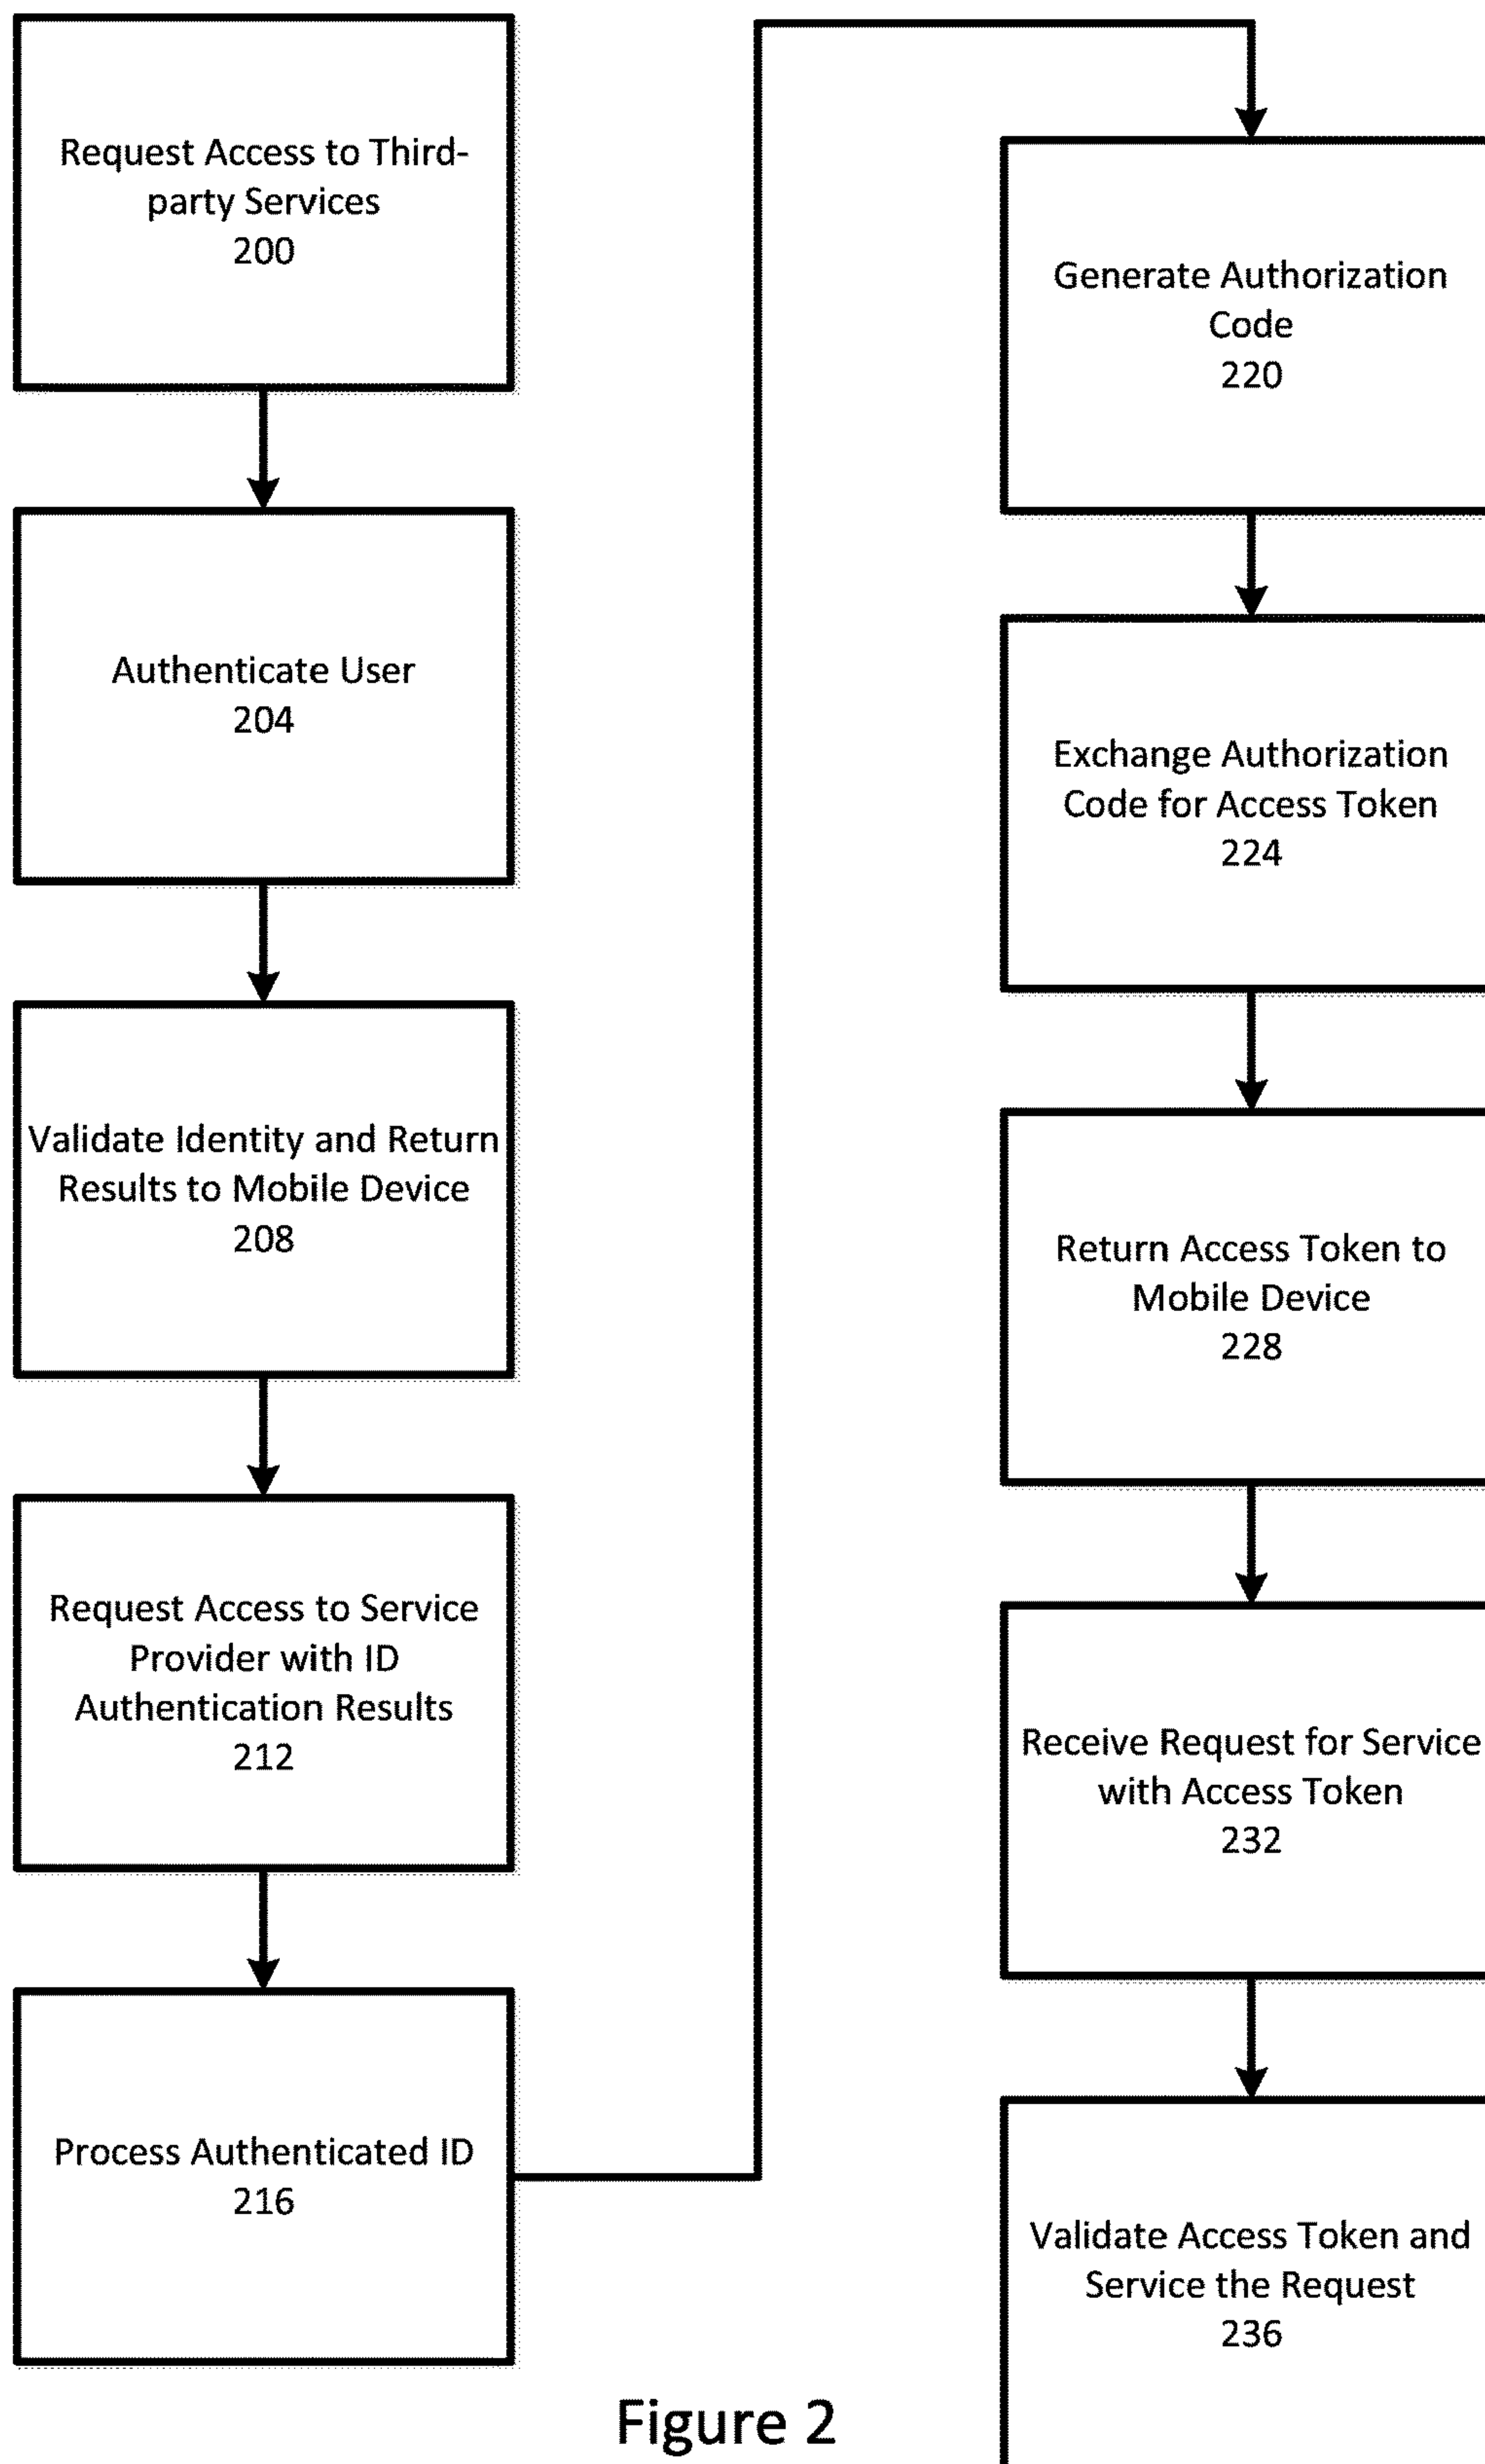 Request Access to Third-
party Services
200
Authenticate User
204
Validate Identity and Return
Results to Mobile Device
208
Request Access to Service
Provider with ID
Authentication Results
212
Process Authenticated ID
216
Generate Authorization
Code
220
Exchange Authorization
Code for Access Token
224
Return Access Token to
Mobile Device
228
Receive Request for Service
with Access Token
232
Validate Access Token and
Service the Request
236
Figure 2